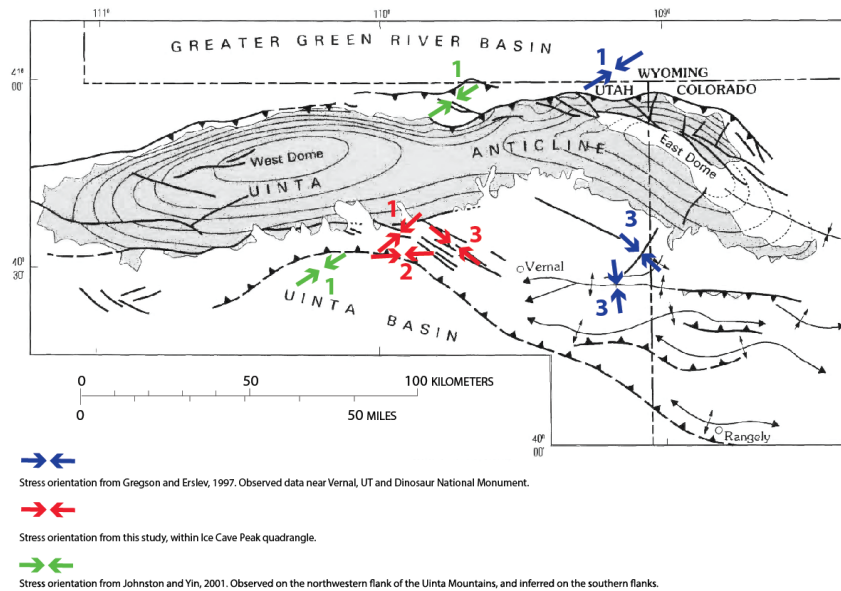 111°
110°
109°
GREATER GREEN RIVER BASIN
1
1
41°
00'
WYOMING
UTAH
COLORADO
West Dome
UINTA
ANTICLINE
East Dome
1
3
2
3
40°
30'
1
Vernal
3
UINTA BASIN
40°
00'
Rangely
0 50 100 KILOMETERS
0 50 MILES
Stress orientation from Gregson and Erslev, 1997. Observed data near Vernal, UT and Dinosaur National Monument.
Stress orientation from this study, within Ice Cave Peak quadrangle.
Stress orientation from Johnston and Yin, 2001. Observed on the northwestern flank of the Uinta Mountains, and inferred on the southern flanks.